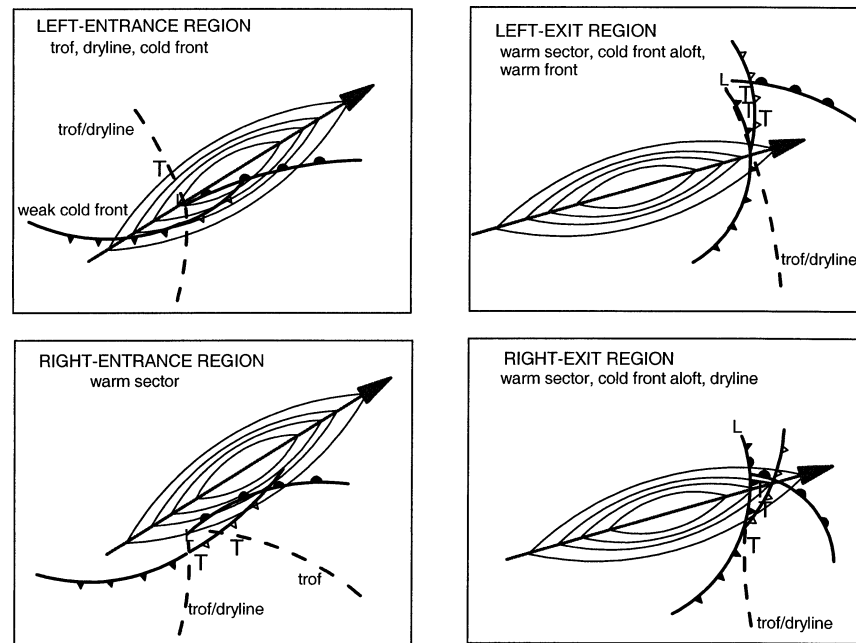 LEFT-ENTRANCE REGION
trof, dryline, cold front
trof/dryline
T
L
weak cold front
LEFT-EXIT REGION
warm sector, cold front aloft,
warm front
L
T
T
T
trof/dryline
RIGHT-ENTRANCE REGION
warm sector
L
T
T
trof
trof/dryline
RIGHT-EXIT REGION
warm sector, cold front aloft, dryline
L
T
T
T
trof/dryline